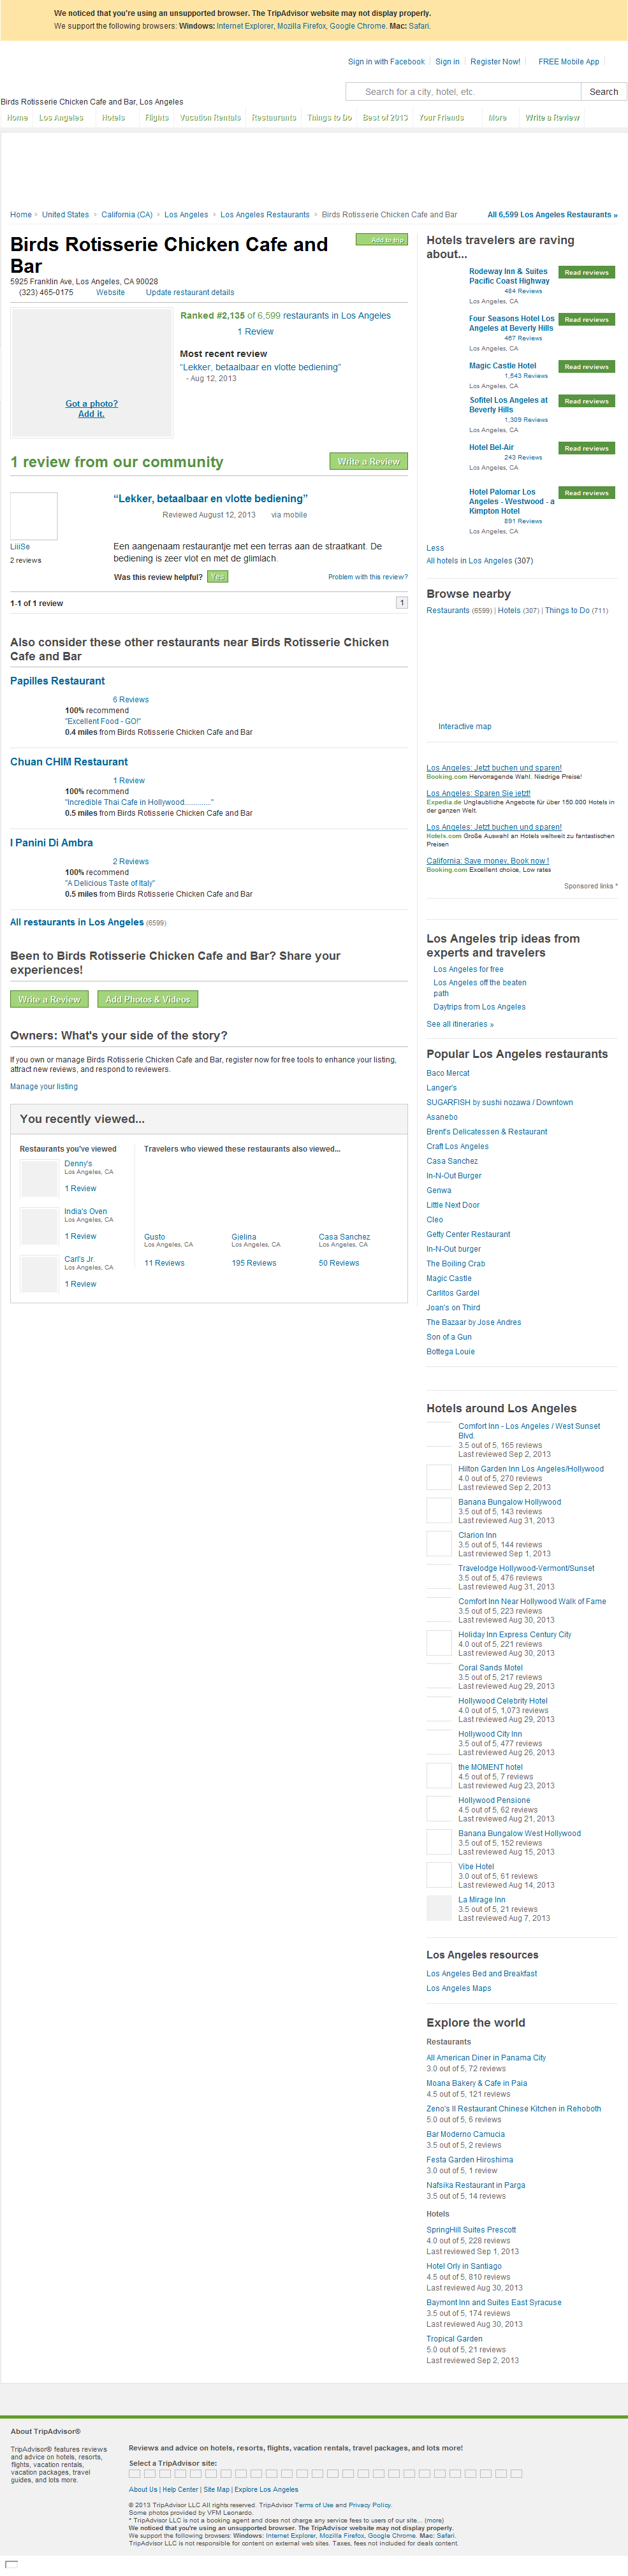 We noticed that you're using an unsupported browser. The TripAdvisor website may not display properly.
We support the following browsers: Windows: Internet Explorer, Mozilla Firefox, Google Chrome. Mac: Safari.
Sign in with Facebook Sign in Register Now! FREE Mobile App
Search for a city, hotel, etc. Search
Birds Rotisserie Chicken Cafe and Bar, Los Angeles
Home Los Angeles Hotels Flights Vacation Rentals Restaurants Things to Do Best of 2013 Your Friends More Write a Review
Home United States California (CA) Los Angeles Los Angeles Restaurants Birds Rotisserie Chicken Cafe and Bar
All 6,599 Los Angeles Restaurants »
Birds Rotisserie Chicken Cafe and
Bar
Add to trip
5925 Franklin Ave, Los Angeles, CA 90028
(323) 465-0175 Website Update restaurant details
Got a photo?
Add it.
Ranked #2,135 of 6,599 restaurants in Los Angeles
1 Review
Most recent review
“Lekker, betaalbaar en vlotte bediening”
- Aug 12, 2013
1 review from our community
Write a Review
LiiiSe
2 reviews
“Lekker, betaalbaar en vlotte bediening”
Reviewed August 12, 2013 via mobile
Een aangenaam restaurantje met een terras aan de straatkant. De
bediening is zeer vlot en met de glimlach.
Was this review helpful? Yes
Problem with this review?
1-1 of 1 review
1
Also consider these other restaurants near Birds Rotisserie Chicken
Cafe and Bar
Papilles Restaurant
6 Reviews
100% recommend
"Excellent Food - GO!"
0.4 miles from Birds Rotisserie Chicken Cafe and Bar
Chuan CHIM Restaurant
1 Review
100% recommend
"Incredible Thai Cafe in Hollywood............."
0.5 miles from Birds Rotisserie Chicken Cafe and Bar
I Panini Di Ambra
2 Reviews
100% recommend
"A Delicious Taste of Italy"
0.5 miles from Birds Rotisserie Chicken Cafe and Bar
All restaurants in Los Angeles (6599)
Been to Birds Rotisserie Chicken Cafe and Bar? Share your
experiences!
Write a Review Add Photos & Videos
Owners: What's your side of the story?
If you own or manage Birds Rotisserie Chicken Cafe and Bar, register now for free tools to enhance your listing,
attract new reviews, and respond to reviewers.
Manage your listing
You recently viewed...
Restaurants you've viewed
Denny's
Los Angeles, CA
1 Review
India's Oven
Los Angeles, CA
1 Review
Carl's Jr.
Los Angeles, CA
1 Review
Travelers who viewed these restaurants also viewed...
Gusto Gjelina Casa Sanchez
Los Angeles, CA Los Angeles, CA Los Angeles, CA
11 Reviews 195 Reviews 50 Reviews
Hotels travelers are raving
about...
Rodeway Inn & Suites
Pacific Coast Highway
484 Reviews
Los Angeles, CA
Read reviews
Four Seasons Hotel Los
Angeles at Beverly Hills
467 Reviews
Los Angeles, CA
Read reviews
Magic Castle Hotel
1,543 Reviews
Los Angeles, CA
Read reviews
Sofitel Los Angeles at
Beverly Hills
1,309 Reviews
Los Angeles, CA
Read reviews
Hotel Bel-Air
243 Reviews
Los Angeles, CA
Read reviews
Hotel Palomar Los
Angeles - Westwood - a
Kimpton Hotel
891 Reviews
Los Angeles, CA
Read reviews
Less
All hotels in Los Angeles (307)
Browse nearby
Restaurants (6599) | Hotels (307) | Things to Do (711)
Interactive map
Los Angeles: Jetzt buchen und sparen!
Booking.com Hervorragende Wahl. Niedrige Preise!
Los Angeles: Sparen Sie jetzt!
Expedia.de Unglaubliche Angebote für über 150.000 Hotels in
der ganzen Welt.
Los Angeles: Jetzt buchen und sparen!
Hotels.com Große Auswahl an Hotels weltweit zu fantastischen
Preisen
California: Save money, Book now !
Booking.com Excellent choice, Low rates
Sponsored links *
Los Angeles trip ideas from
experts and travelers
Los Angeles for free
Los Angeles off the beaten
path
Daytrips from Los Angeles
See all itineraries »
Popular Los Angeles restaurants
Baco Mercat
Langer's
SUGARFISH by sushi nozawa / Downtown
Asanebo
Brent's Delicatessen & Restaurant
Craft Los Angeles
Casa Sanchez
In-N-Out Burger
Genwa
Little Next Door
Cleo
Getty Center Restaurant
In-N-Out burger
The Boiling Crab
Magic Castle
Carlitos Gardel
Joan's on Third
The Bazaar by Jose Andres
Son of a Gun
Bottega Louie
Hotels around Los Angeles
Comfort Inn - Los Angeles / West Sunset
Blvd.
3.5 out of 5, 165 reviews
Last reviewed Sep 2, 2013
Hilton Garden Inn Los Angeles/Hollywood
4.0 out of 5, 270 reviews
Last reviewed Sep 2, 2013
Banana Bungalow Hollywood
3.5 out of 5, 143 reviews
Last reviewed Aug 31, 2013
Clarion Inn
3.5 out of 5, 144 reviews
Last reviewed Sep 1, 2013
Travelodge Hollywood-Vermont/Sunset
3.5 out of 5, 476 reviews
Last reviewed Aug 31, 2013
Comfort Inn Near Hollywood Walk of Fame
3.5 out of 5, 223 reviews
Last reviewed Aug 30, 2013
Holiday Inn Express Century City
4.0 out of 5, 221 reviews
Last reviewed Aug 30, 2013
Coral Sands Motel
3.5 out of 5, 217 reviews
Last reviewed Aug 29, 2013
Hollywood Celebrity Hotel
4.0 out of 5, 1,073 reviews
Last reviewed Aug 29, 2013
Hollywood City Inn
3.5 out of 5, 477 reviews
Last reviewed Aug 26, 2013
the MOMENT hotel
4.5 out of 5, 7 reviews
Last reviewed Aug 23, 2013
Hollywood Pensione
4.5 out of 5, 62 reviews
Last reviewed Aug 21, 2013
Banana Bungalow West Hollywood
3.5 out of 5, 152 reviews
Last reviewed Aug 15, 2013
Vibe Hotel
3.0 out of 5, 61 reviews
Last reviewed Aug 14, 2013
La Mirage Inn
3.5 out of 5, 21 reviews
Last reviewed Aug 7, 2013
Los Angeles resources
Los Angeles Bed and Breakfast
Los Angeles Maps
Explore the world
Restaurants
All American Diner in Panama City
3.0 out of 5, 72 reviews
Moana Bakery & Cafe in Paia
4.5 out of 5, 121 reviews
Zeno's II Restaurant Chinese Kitchen in Rehoboth
5.0 out of 5, 6 reviews
Bar Moderno Camucia
3.5 out of 5, 2 reviews
Festa Garden Hiroshima
3.0 out of 5, 1 review
Nafsika Restaurant in Parga
3.5 out of 5, 14 reviews
Hotels
SpringHill Suites Prescott
4.0 out of 5, 228 reviews
Last reviewed Sep 1, 2013
Hotel Orly in Santiago
4.5 out of 5, 810 reviews
Last reviewed Aug 30, 2013
Baymont Inn and Suites East Syracuse
3.5 out of 5, 174 reviews
Last reviewed Aug 30, 2013
Tropical Garden
5.0 out of 5, 21 reviews
Last reviewed Sep 2, 2013
About TripAdvisor®
TripAdvisor® features reviews
and advice on hotels, resorts,
flights, vacation rentals,
vacation packages, travel
guides, and lots more.
Reviews and advice on hotels, resorts, flights, vacation rentals, travel packages, and lots more!
Select a TripAdvisor site:
About Us | Help Center | Site Map | Explore Los Angeles
© 2013 TripAdvisor LLC All rights reserved. TripAdvisor Terms of Use and Privacy Policy.
Some photos provided by VFM Leonardo.
* TripAdvisor LLC is not a booking agent and does not charge any service fees to users of our site... (more)
We noticed that you're using an unsupported browser. The TripAdvisor website may not display properly.
We support the following browsers: Windows: Internet Explorer, Mozilla Firefox, Google Chrome. Mac: Safari.
TripAdvisor LLC is not responsible for content on external web sites. Taxes, fees not included for deals content.